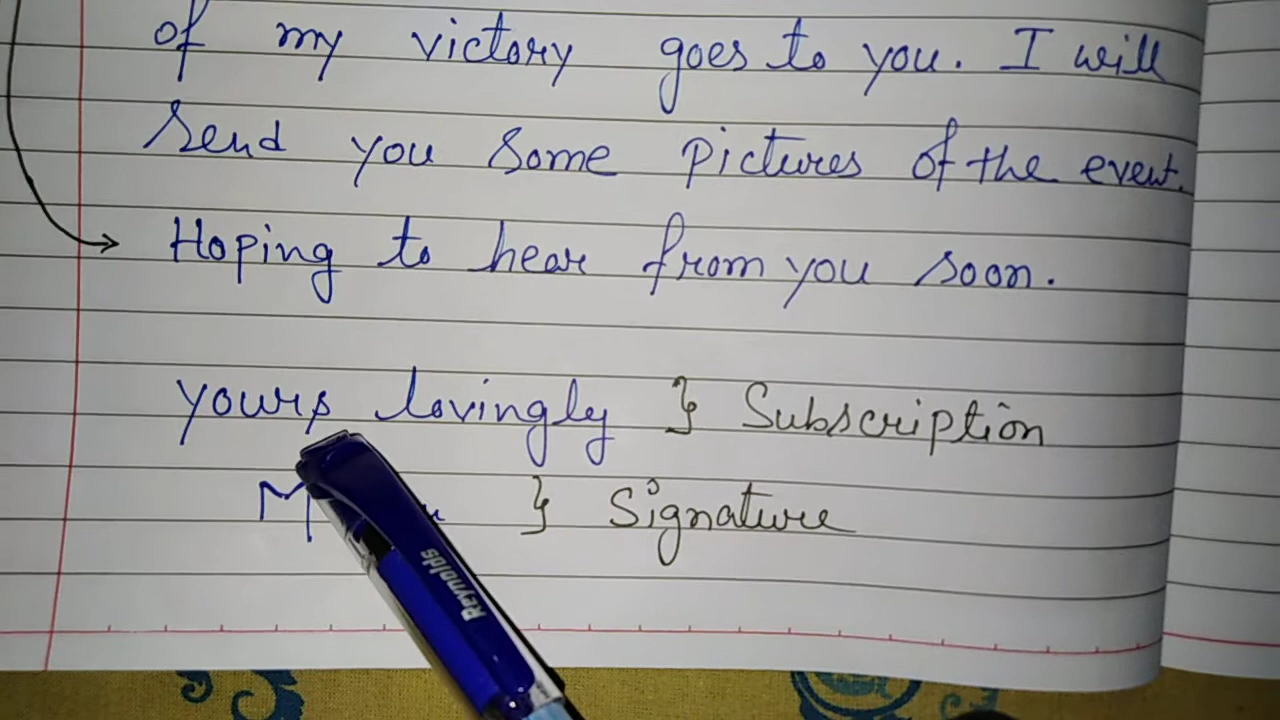 of my victory goes to you. I will
send you some pictures of the event.
Hoping to hear from you soon.
yours lovingly } Subscription
} Signature
Reynolds